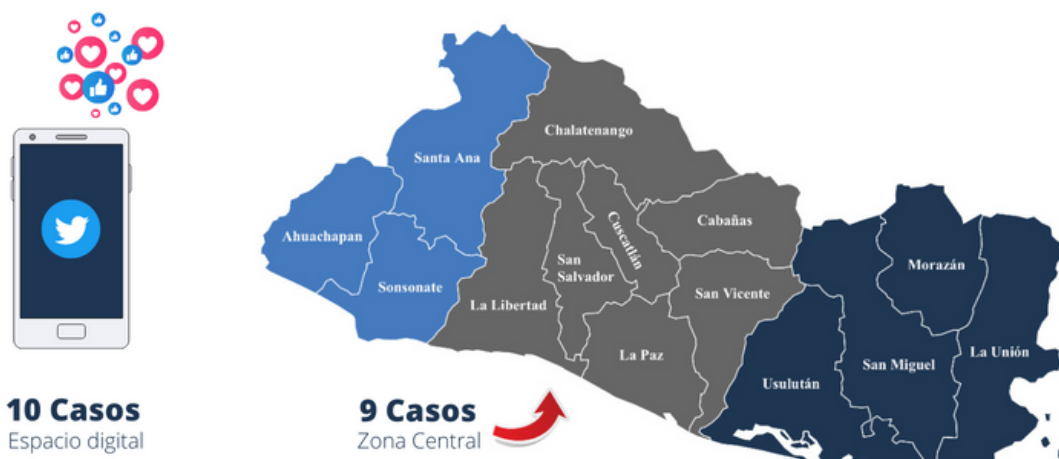 Chalatenango
Santa Ana
Cabañas
Cuscatlán
Ahuachapan
Morazán
San
Salvador
Sonsonate
San Vicente
La Libertad
La Paz
La Unión
San Miguel
Usulután
10 Casos
Espacio digital
9 Casos
Zona Central